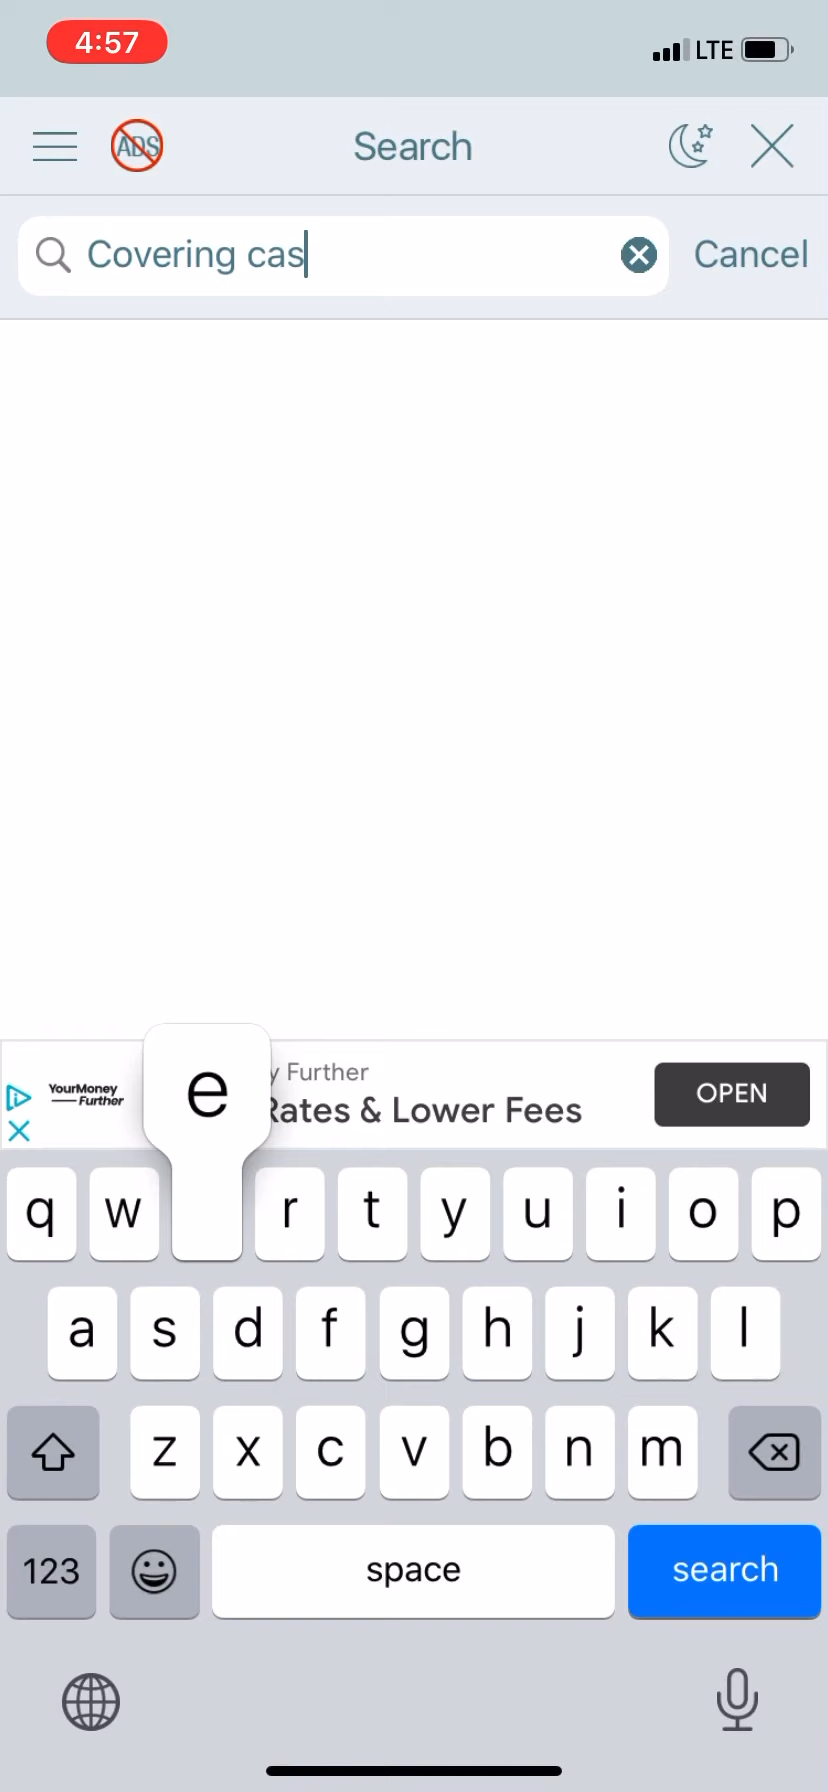 4:57
LTE
ADS
Search
Covering cas
Cancel
YourMoney
Further
y Further
Rates & Lower Fees
OPEN
e
q w r t y u i o p
a s d f g h j k l
z x c v b n m
123 space search